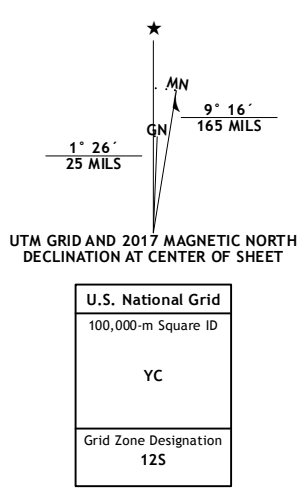 ★
MN
GN
9° 16´
165 MILS
1° 26´
25 MILS
UTM GRID AND 2017 MAGNETIC NORTH
DECLINATION AT CENTER OF SHEET
U.S. National Grid
100,000-m Square ID
YC
Grid Zone Designation
12S